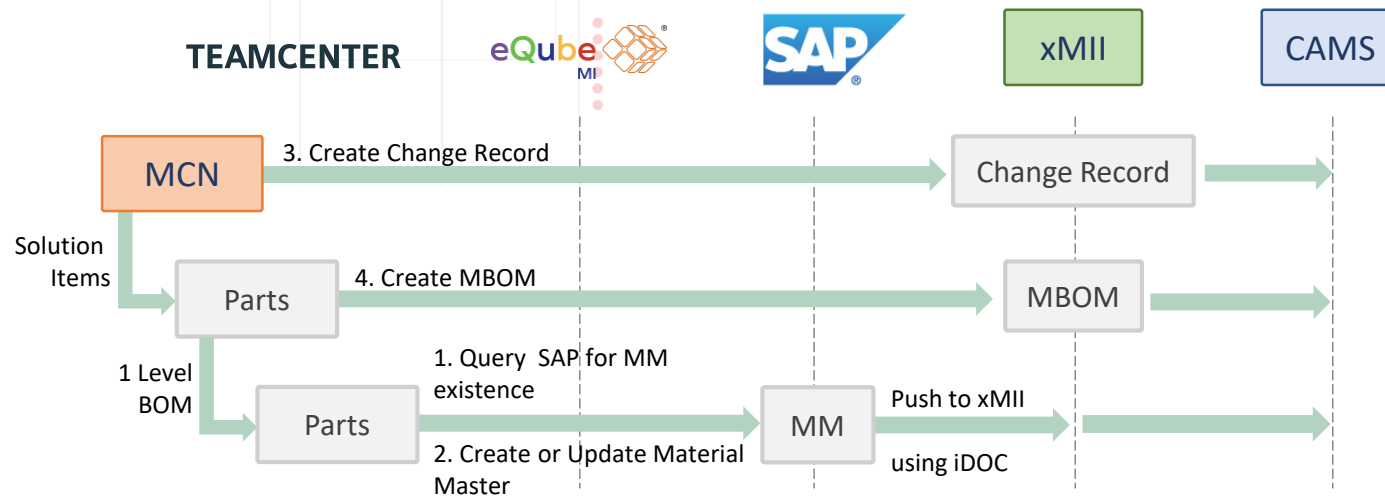 TEAMCENTER
eQube®
MI
SAP®
xMII
CAMS
MCN
3. Create Change Record
Change Record
Solution
Items
Parts
4. Create MBOM
MBOM
1 Level
BOM
Parts
1. Query  SAP for MM
existence
2. Create or Update Material
Master
MM
Push to xMII
using iDOC